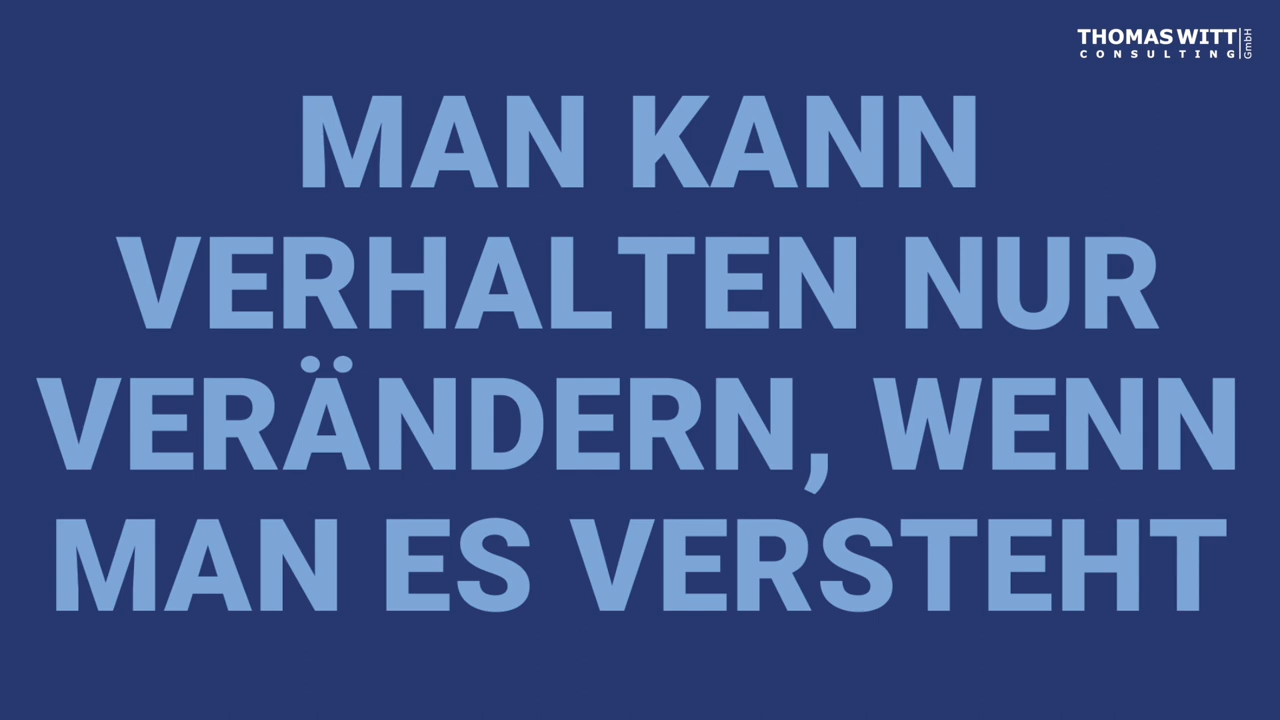 THOMAS WITT GmbH
CONSULTING
MAN KANN
VERHALTEN NUR
VERÄNDERN, WENN
MAN ES VERSTEHT